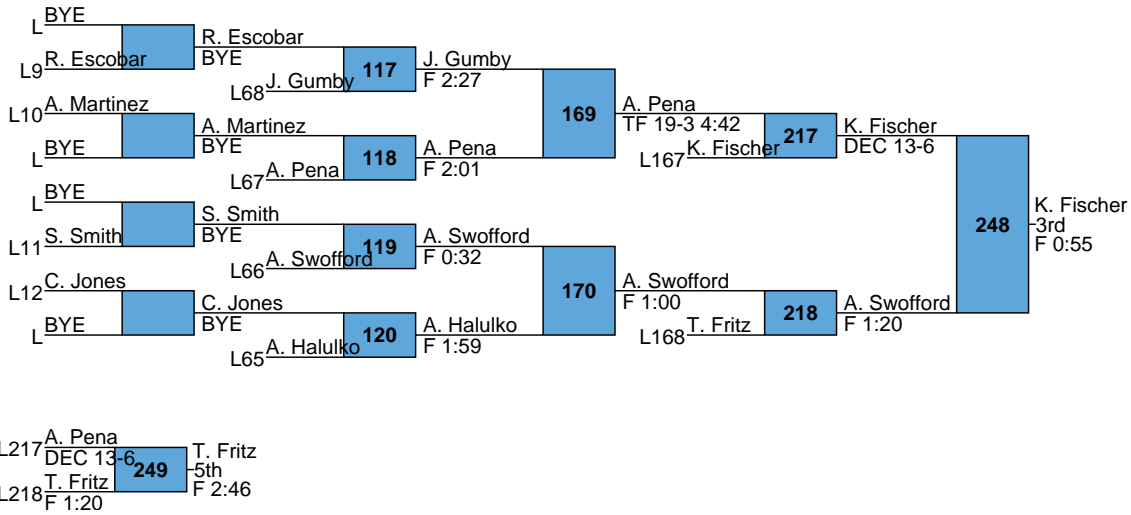 L BYE
L9 R. Escobar
R. Escobar
BYE
L68 J. Gumby
117
J. Gumby
F 2:27
L10 A. Martinez
L BYE
A. Martinez
BYE
L67 A. Pena
118
A. Pena
F 2:01
169
A. Pena
TF 19-3 4:42
L167 K. Fischer
217
K. Fischer
DEC 13-6
L BYE
L11 S. Smith
S. Smith
BYE
L66 A. Swofford
119
A. Swofford
F 0:32
L12 C. Jones
L BYE
C. Jones
BYE
L65 A. Halulko
120
A. Halulko
F 1:59
170
A. Swofford
F 1:00
L168 T. Fritz
218
A. Swofford
F 1:20
248
K. Fischer
3rd
F 0:55
L217 A. Pena
DEC 13-6
L218 T. Fritz
F 1:20
249
T. Fritz
5th
F 2:46